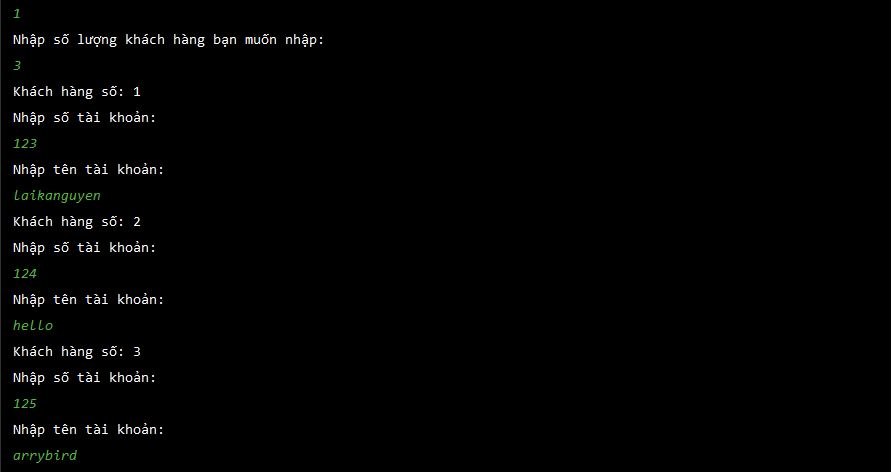 1
Nhập số lượng khách hàng bạn muốn nhập:
3
Khách hàng số: 1
Nhập số tài khoản:
123
Nhập tên tài khoản:
laikanguyen
Khách hàng số: 2
Nhập số tài khoản:
124
Nhập tên tài khoản:
hello
Khách hàng số: 3
Nhập số tài khoản:
125
Nhập tên tài khoản:
arrybird